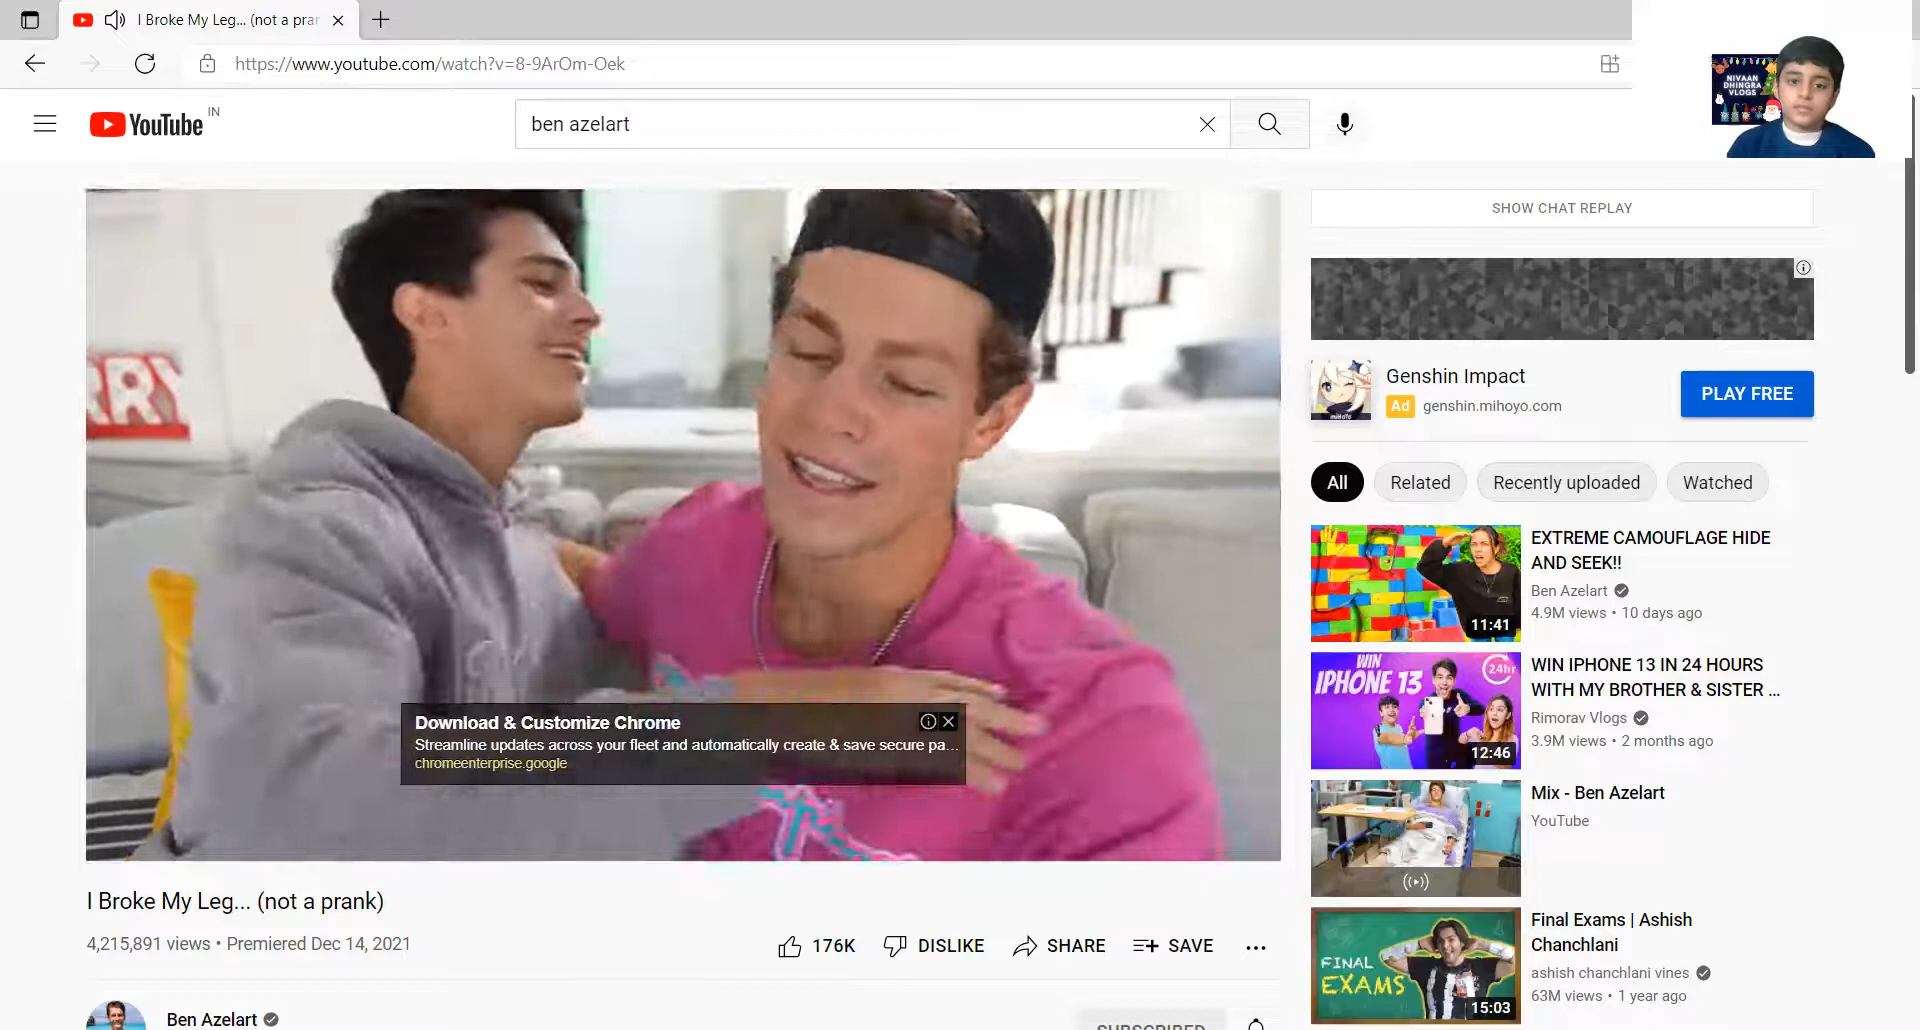 I Broke My Leg... (not a pran
https://www.youtube.com/watch?v=8-9ArOm-Oek
YouTube IN
ben azelart
NIVAAN
DHINGRA
VLOGS
SHOW CHAT REPLAY
Genshin Impact
Ad genshin.mihoyo.com
PLAY FREE
All Related Recently uploaded Watched
RRY
Download & Customize Chrome
Streamline updates across your fleet and automatically create & save secure pa...
chromeenterprise.google
I Broke My Leg... (not a prank)
4,215,891 views • Premiered Dec 14, 2021
176K DISLIKE SHARE SAVE
Ben Azelart
SUBSCRIBED
11:41
EXTREME CAMOUFLAGE HIDE
AND SEEK!!
Ben Azelart
4.9M views • 10 days ago
WIN
IPHONE 13
24hr
12:46
WIN IPHONE 13 IN 24 HOURS
WITH MY BROTHER & SISTER ...
Rimorav Vlogs
3.9M views • 2 months ago
Mix - Ben Azelart
YouTube
FINAL
EXAMS
15:03
Final Exams | Ashish
Chanchlani
ashish chanchlani vines
63M views • 1 year ago